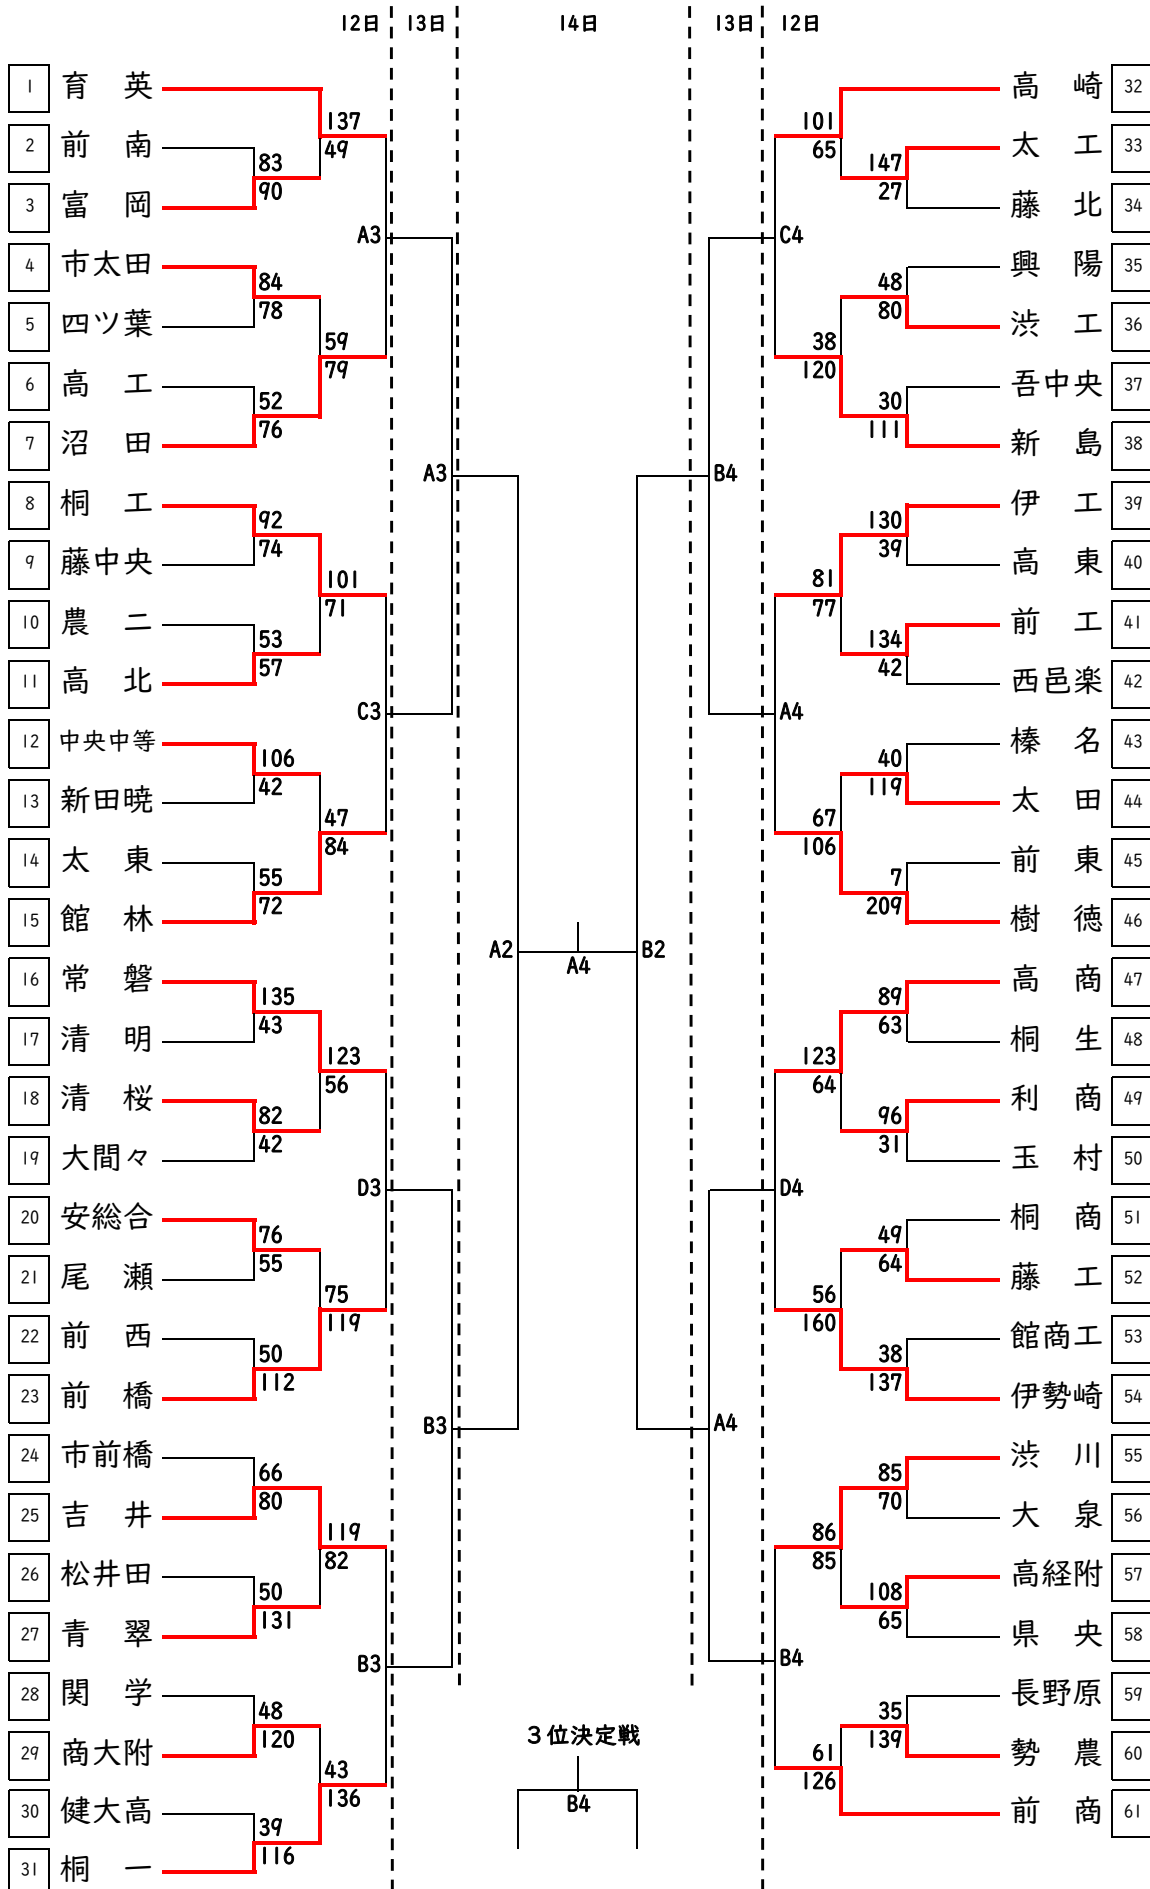 12日 13日 14日 13日 12日
1 育英 高崎 32
137 101
2 前南 49 65 太工 33
83 147
3 富岡 90 27 藤北 34
A3 C4
4 市太田 興陽 35
84 48
5 四ツ葉 78 80 渋工 36
59 38
79 120
6 高工 吾中央 37
52 30
7 沼田 76 111 新島 38
A3 B4
8 桐工 伊工 39
92 130
9 藤中央 74 39 高東 40
101 81
71 77
10 農二 前工 41
53 134
11 高北 57 42 西邑楽 42
C3 A4
12 中央中等 榛名 43
106 40
13 新田暁 42 119 太田 44
47 67
84 106
14 太東 前東 45
55 7
15 館林 72 209 樹徳 46
A2 A4 B2
16 常磐 高商 47
135 89
17 清明 43 63 桐生 48
123 123
56 64
18 清桜 利商 49
82 96
19 大間々 42 31 玉村 50
D3 D4
20 安総合 桐商 51
76 49
21 尾瀬 55 64 藤工 52
75 56
119 160
22 前西 館商工 53
50 38
23 前橋 112 137 伊勢崎 54
B3 A4
24 市前橋 渋川 55
66 85
25 吉井 80 70 大泉 56
119 86
82 85
26 松井田 高経附 57
50 108
27 青翠 131 65 県央 58
B3 B4
28 関学 長野原 59
48 35
29 商大附 120 139 勢農 60
3位決定戦
43 61
136 126
B4
30 健大高 前商 61
39
31 桐一 116